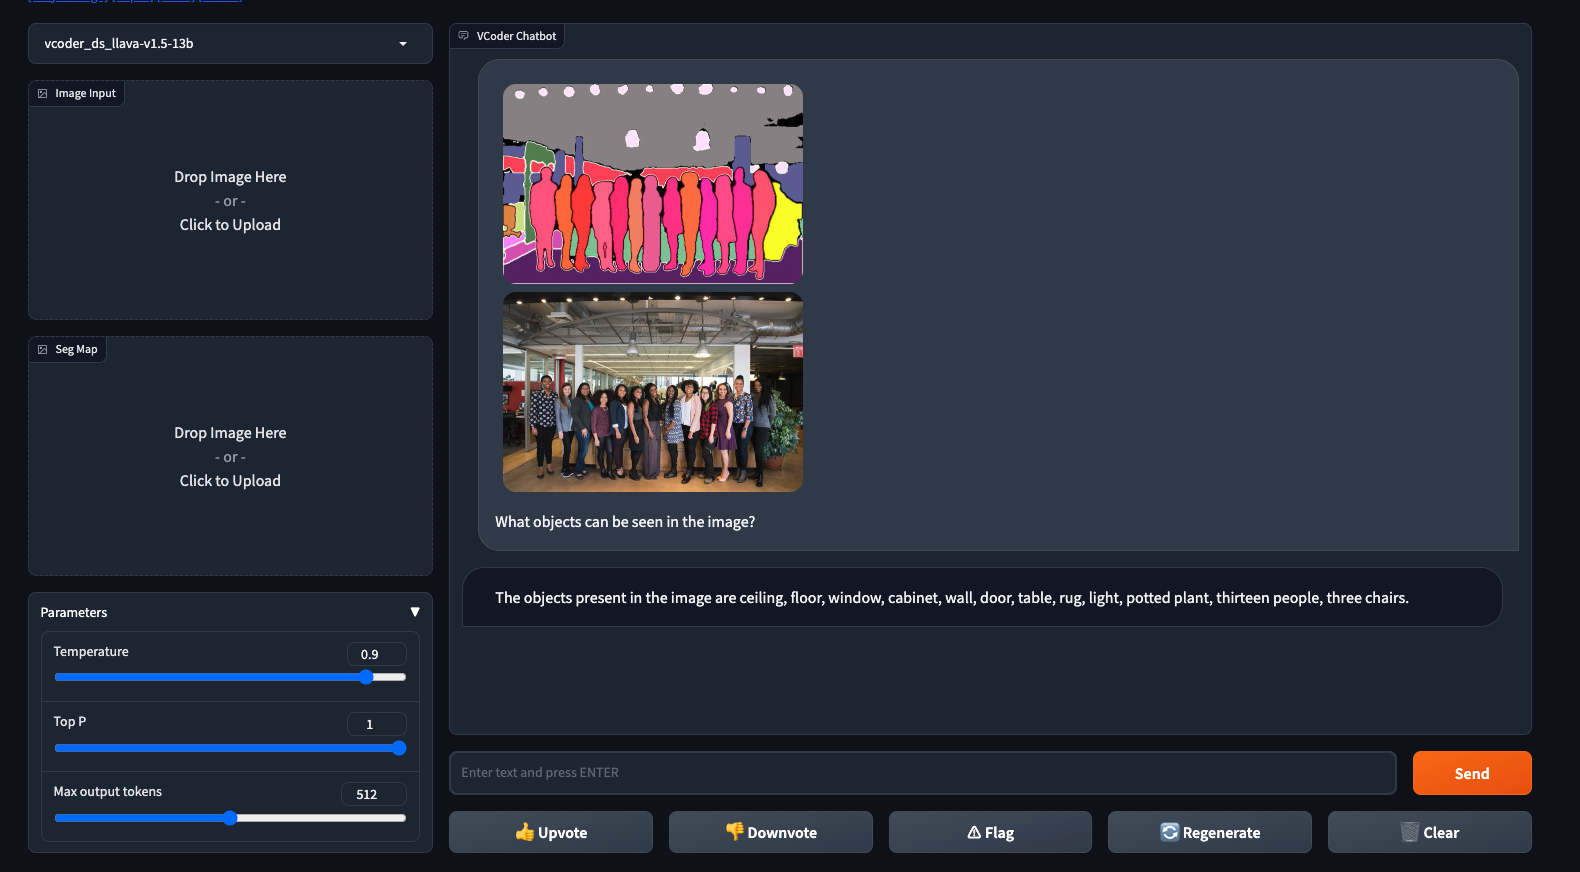 vcoder_ds_llava-v1.5-13b
Image Input
Drop Image Here
- or -
Click to Upload
Seg Map
Drop Image Here
- or -
Click to Upload
Parameters
Temperature
0.9
Top P
1
Max output tokens
512
VCoder Chatbot
What objects can be seen in the image?
The objects present in the image are ceiling, floor, window, cabinet, wall, door, table, rug, light, potted plant, thirteen people, three chairs.
Enter text and press ENTER
Send
Upvote
Downvote
Flag
Regenerate
Clear